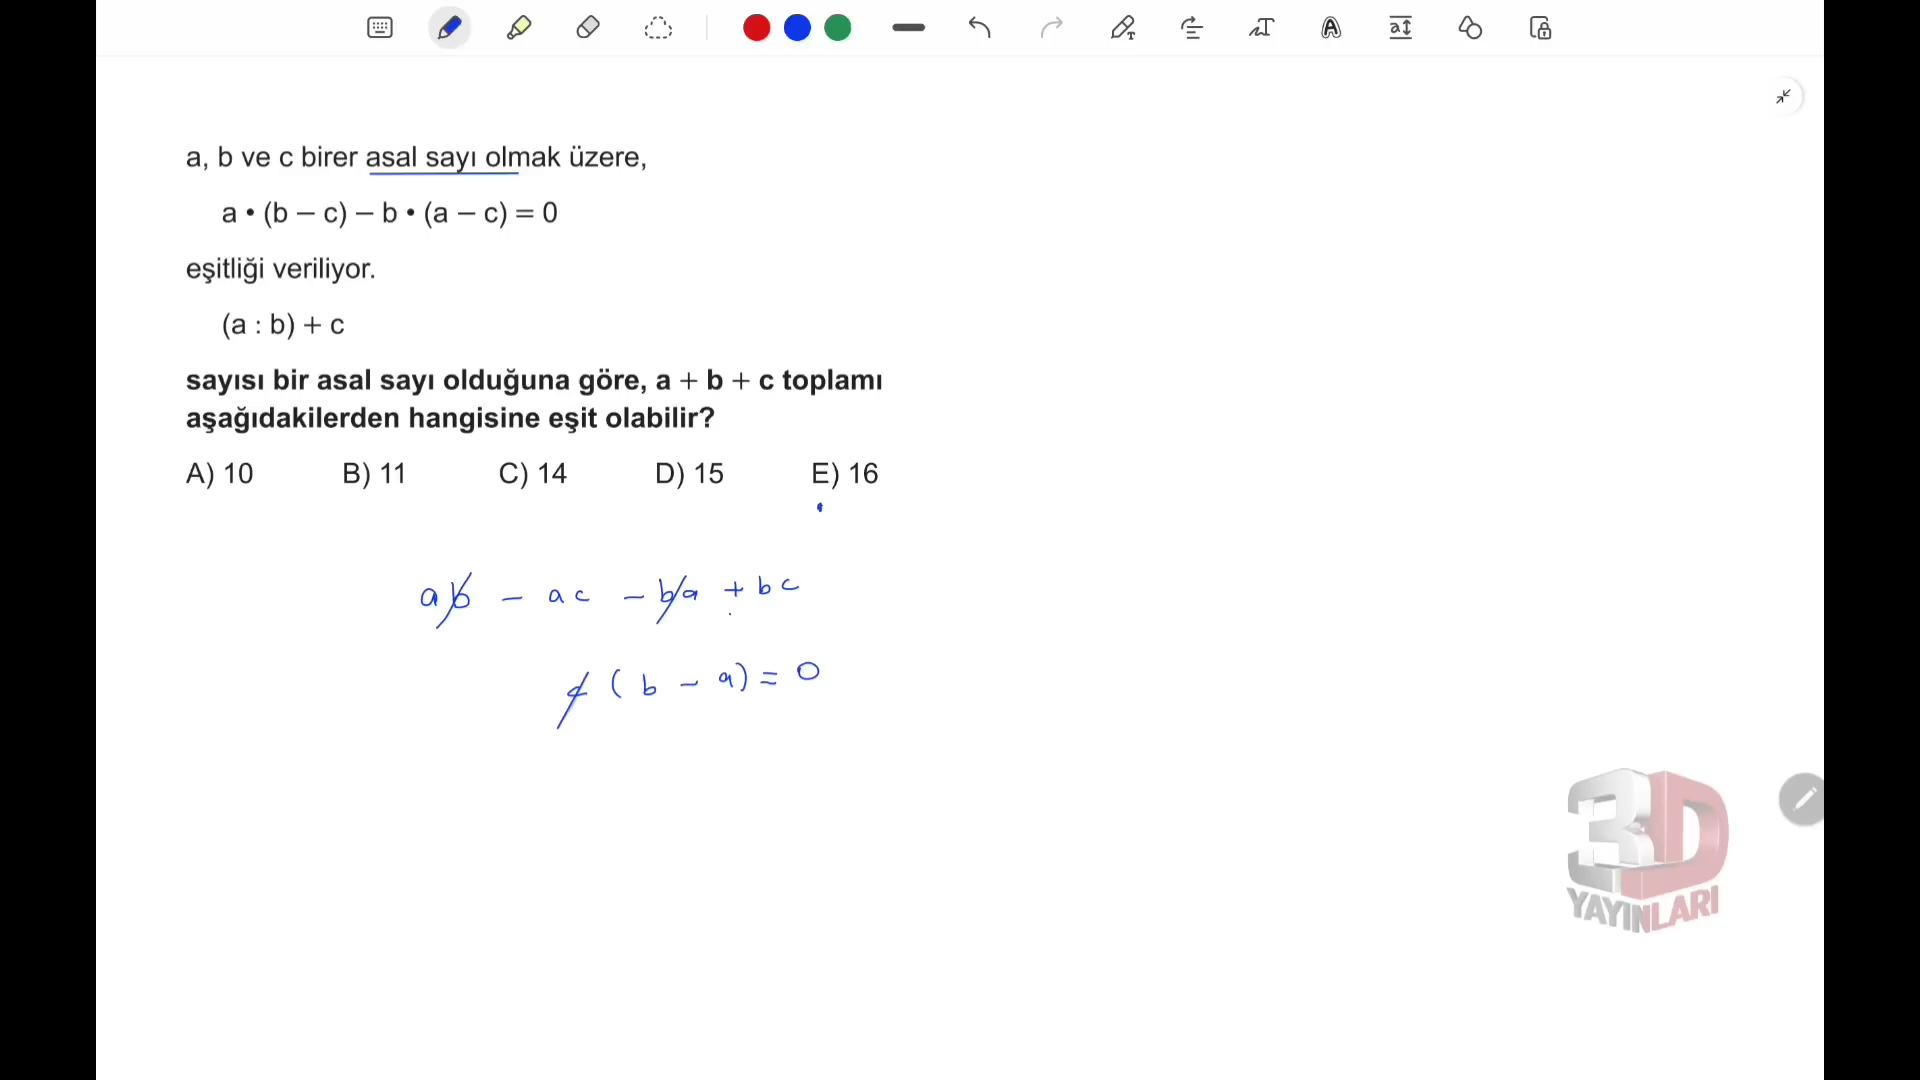 a, b ve c birer asal sayı olmak üzere,
a • (b − c) − b • (a − c) = 0
eşitliği veriliyor.
(a : b) + c
sayısı bir asal sayı olduğuna göre, a + b + c toplamı
aşağıdakilerden hangisine eşit olabilir?
A) 10 B) 11 C) 14 D) 15 E) 16
ab − ac − ba + bc
c (b − a) = 0
3D
YAYINLARI